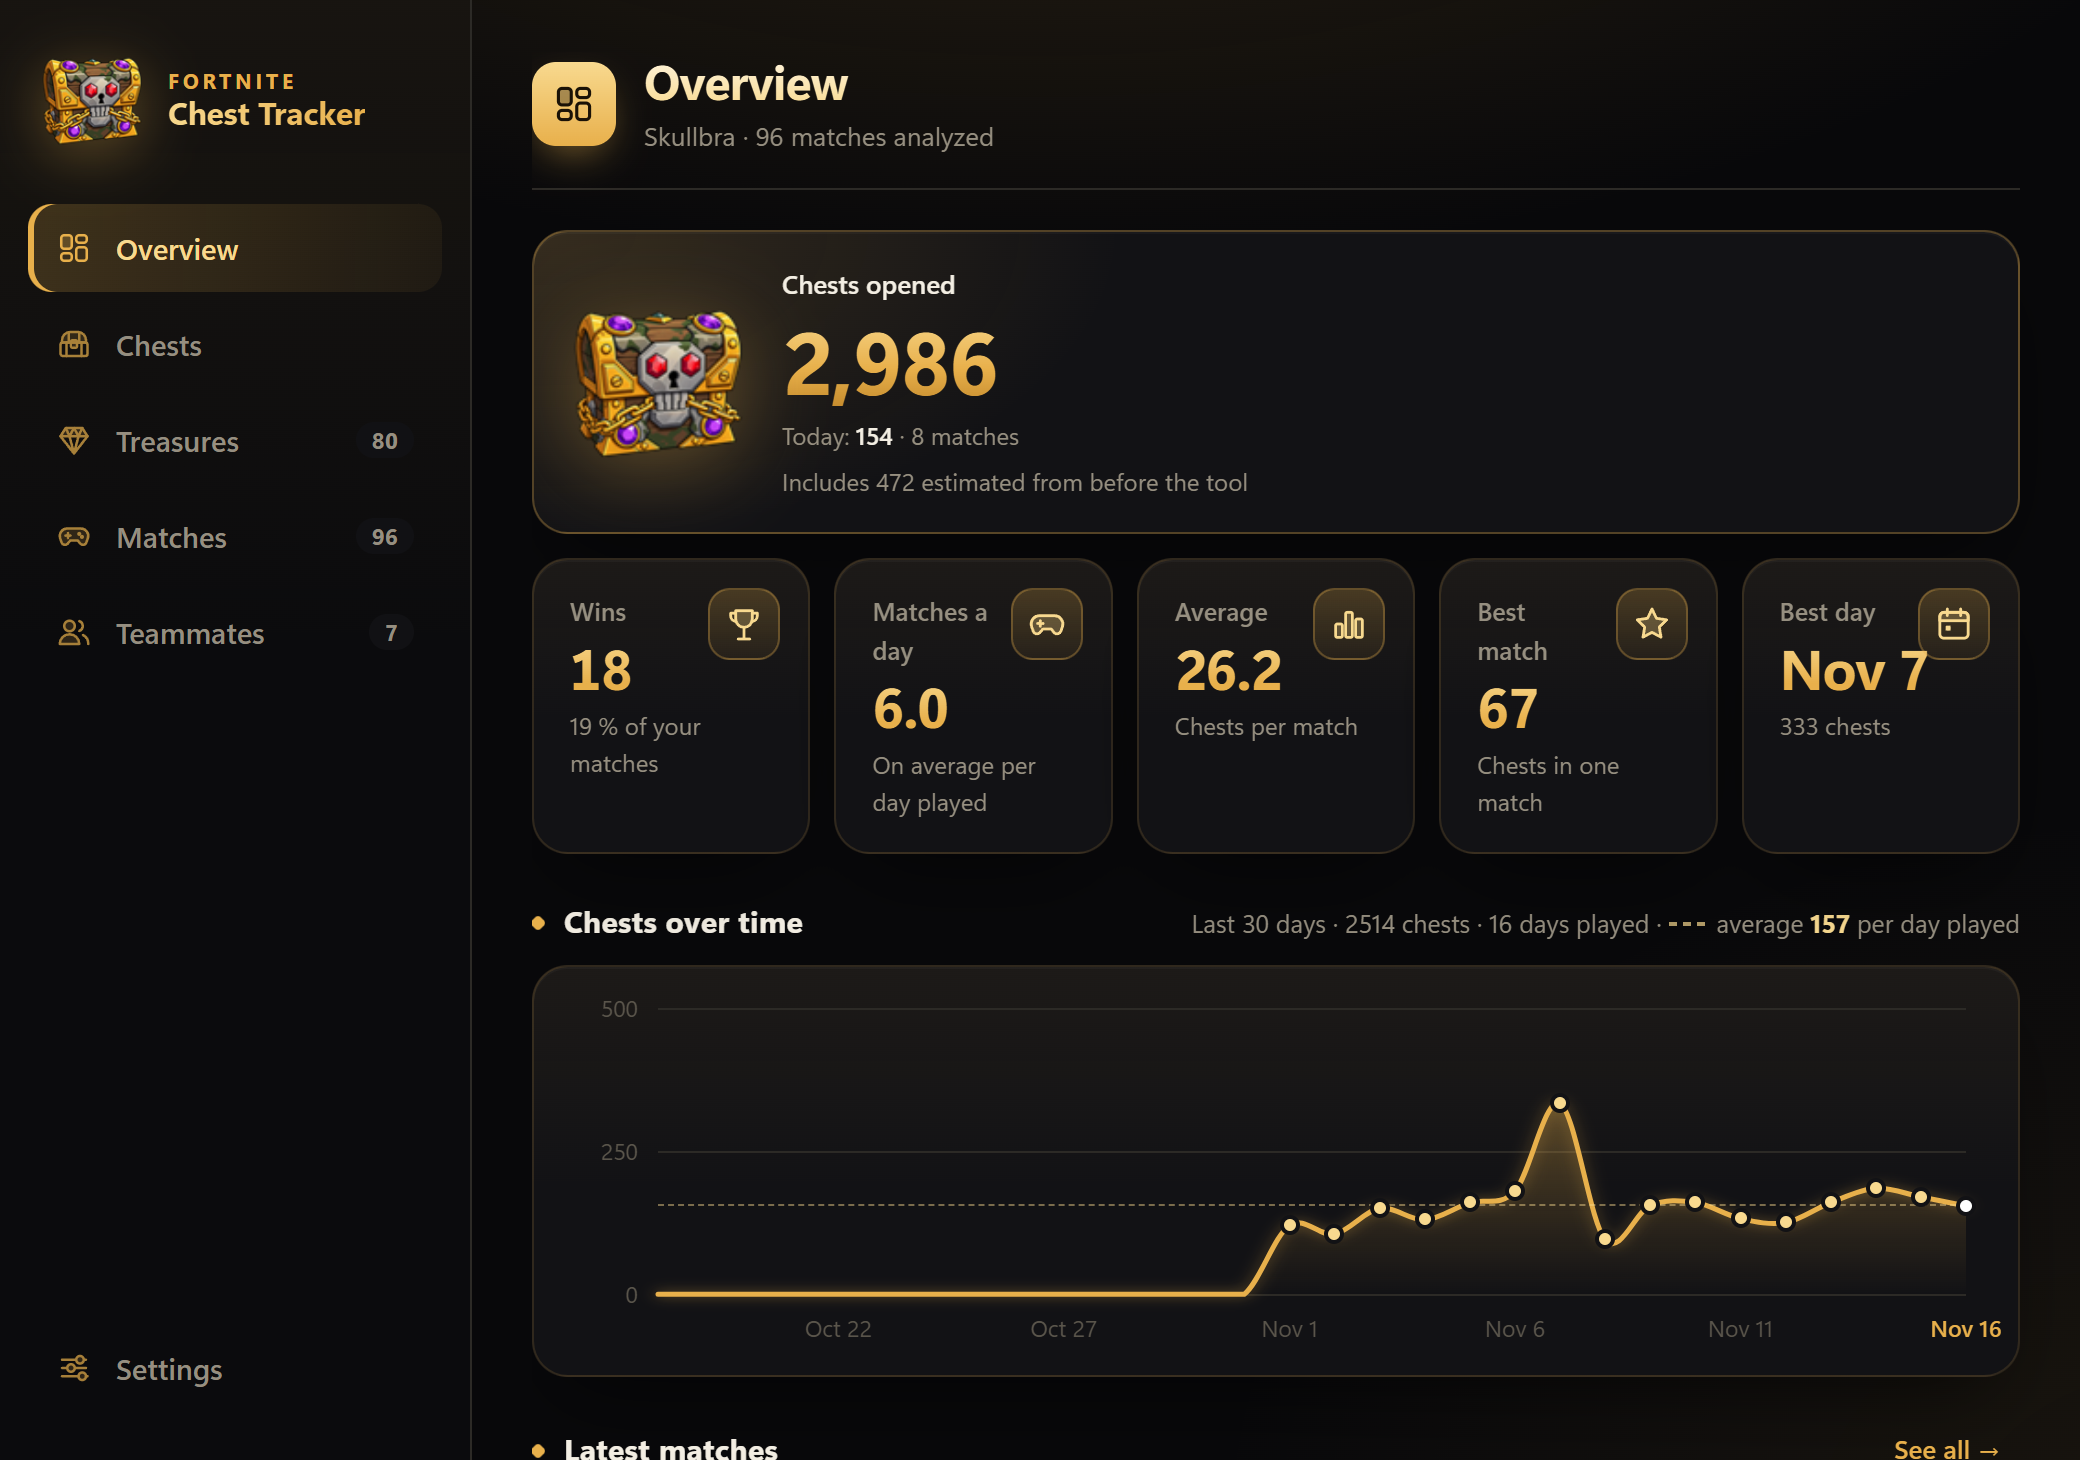 FORTNITE
Chest Tracker
Overview
Chests
Treasures 80
Matches 96
Teammates 7
Settings
Overview
Skullbra · 96 matches analyzed
Chests opened
2,986
Today: 154 · 8 matches
Includes 472 estimated from before the tool
Wins
18
19 % of your
matches
Matches a
day
6.0
On average per
day played
Average
26.2
Chests per match
Best
match
67
Chests in one
match
Best day
Nov 7
333 chests
Chests over time
Last 30 days · 2514 chests · 16 days played · --- average 157 per day played
500
250
0
Oct 22 Oct 27 Nov 1 Nov 6 Nov 11 Nov 16
Latest matches
See all →